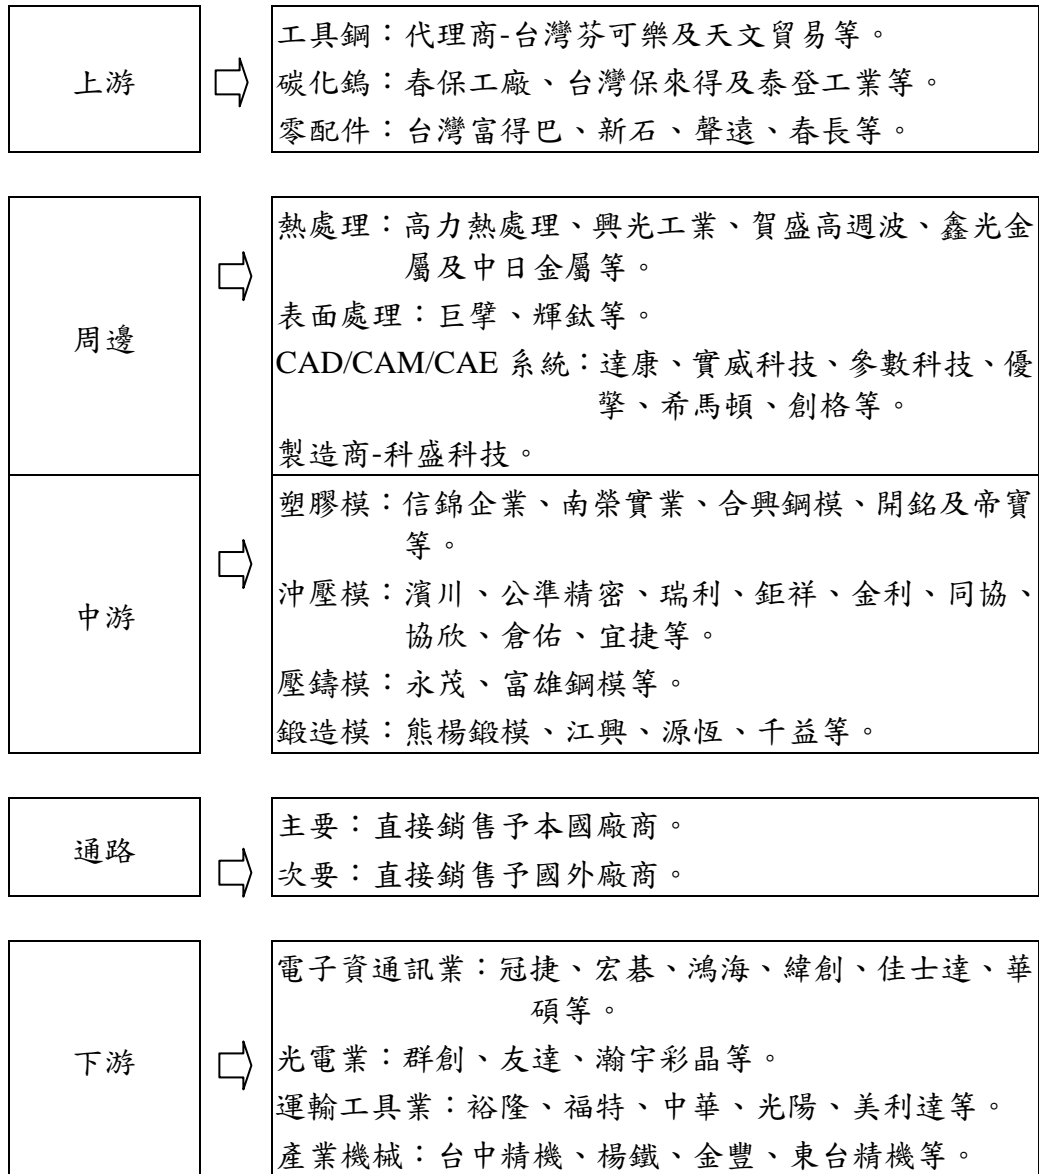 上游
工具鋼：代理商-台灣芬可樂及天文貿易等。
碳化鎢：春保工廠、台灣保來得及泰登工業等。
零配件：台灣富得巴、新石、聲遠、春長等。
周邊
熱處理：高力熱處理、興光工業、賀盛高週波、鑫光金
屬及中日金屬等。
表面處理：巨擘、輝鈦等。
CAD/CAM/CAE 系統：達康、實威科技、參數科技、優
擎、希馬頓、創格等。
製造商-科盛科技。
中游
塑膠模：信錦企業、南榮實業、合興鋼模、開銘及帝寶
等。
沖壓模：濱川、公準精密、瑞利、鉅祥、金利、同協、
協欣、倉佑、宜捷等。
壓鑄模：永茂、富雄鋼模等。
鍛造模：熊楊鍛模、江興、源恆、千益等。
通路
主要：直接銷售予本國廠商。
次要：直接銷售予國外廠商。
下游
電子資通訊業：冠捷、宏碁、鴻海、緯創、佳士達、華
碩等。
光電業：群創、友達、瀚宇彩晶等。
運輸工具業：裕隆、福特、中華、光陽、美利達等。
產業機械：台中精機、楊鐵、金豐、東台精機等。